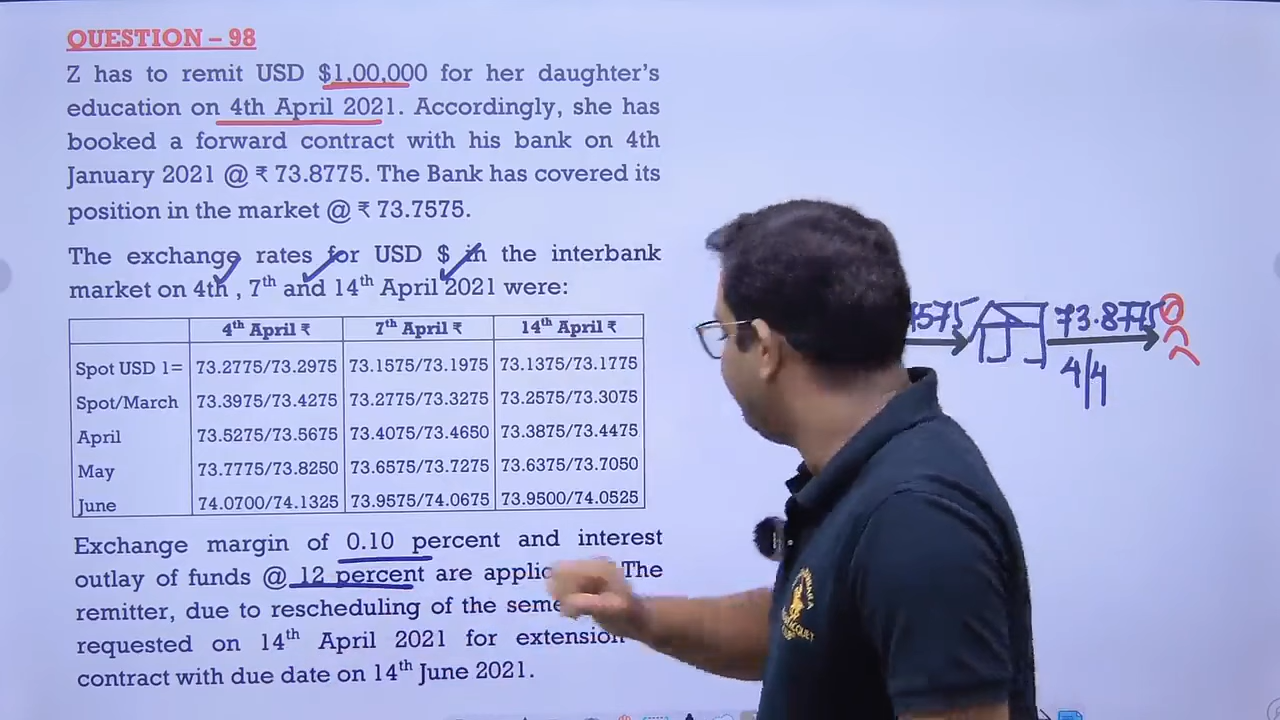 QUESTION – 98
Z has to remit USD $1,00,000 for her daughter's
education on 4th April 2021. Accordingly, she has
booked a forward contract with his bank on 4th
January 2021 @ ₹ 73.8775. The Bank has covered its
position in the market @ ₹ 73.7575.
The exchange rates for USD $ in the interbank
market on 4th , 7th and 14th April 2021 were:
4th April ₹ 7th April ₹ 14th April ₹
Spot USD 1= 73.2775/73.2975 73.1575/73.1975 73.1375/73.1775
Spot/March 73.3975/73.4275 73.2775/73.3275 73.2575/73.3075
April 73.5275/73.5675 73.4075/73.4650 73.3875/73.4475
May 73.7775/73.8250 73.6575/73.7275 73.6375/73.7050
June 74.0700/74.1325 73.9575/74.0675 73.9500/74.0525
Exchange margin of 0.10 percent and interest
outlay of funds @ 12 percent are The
remitter, due to rescheduling of the
requested on 14th April 2021 for extension
contract with due date on 14th June 2021.
73.8775
4/4